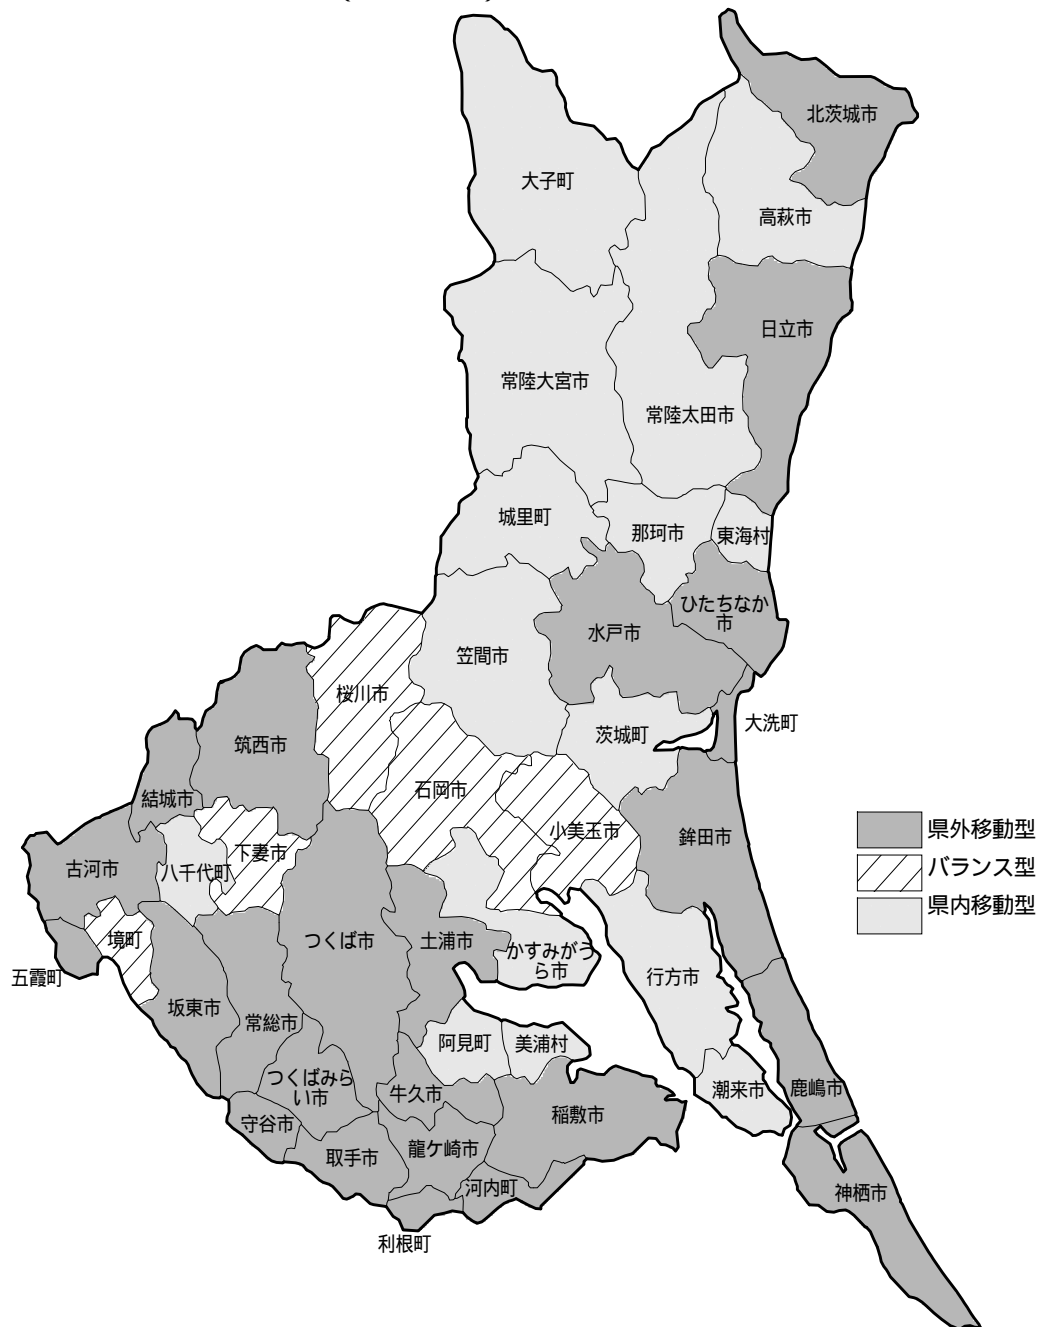 北茨城市
大子町
高萩市
日立市
常陸大宮市
常陸太田市
城里町
那珂市
東海村
ひたちなか
市
水戸市
笠間市
桜川市
大洗町
茨城町
筑西市
石岡市
結城市
小美玉市
県外移動型
鉾田市
下妻市
バランス型
古河市
八千代町
県内移動型
境町
つくば市
土浦市
かすみがう
ら市
五霞町
行方市
坂東市
常総市
阿見町
美浦村
つくばみら
い市
牛久市
潮来市
鹿嶋市
稲敷市
守谷市
取手市
龍ケ崎市
河内町
神栖市
利根町